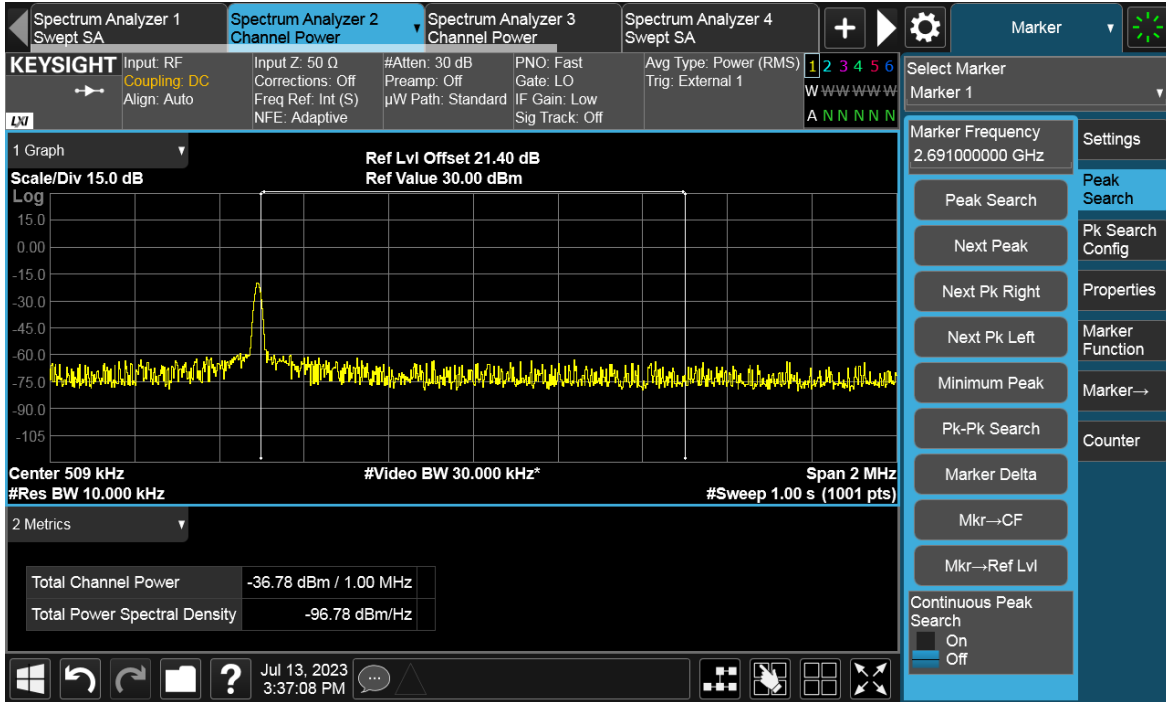 Spectrum Analyzer 1
Swept SA
Spectrum Analyzer 2
Channel Power
Spectrum Analyzer 3
Channel Power
Spectrum Analyzer 4
Swept SA
Marker
KEYSIGHT
LXI
Input: RF
Coupling: DC
Align: Auto
Input Z: 50 Ω
Corrections: Off
Freq Ref: Int (S)
NFE: Adaptive
#Atten: 30 dB
Preamp: Off
µW Path: Standard
PNO: Fast
Gate: LO
IF Gain: Low
Sig Track: Off
Avg Type: Power (RMS)
Trig: External 1
1 2 3 4 5 6
W W W W W W
A N N N N N
Select Marker
Marker 1
1 Graph
Scale/Div 15.0 dB
Ref Lvl Offset 21.40 dB
Ref Value 30.00 dBm
Log
15.0
0.00
-15.0
-30.0
-45.0
-60.0
-75.0
-90.0
-105
Center 509 kHz
#Video BW 30.000 kHz*
Span 2 MHz
#Res BW 10.000 kHz
#Sweep 1.00 s (1001 pts)
2 Metrics
Total Channel Power -36.78 dBm / 1.00 MHz
Total Power Spectral Density -96.78 dBm/Hz
Marker Frequency
2.691000000 GHz
Peak Search
Next Peak
Next Pk Right
Next Pk Left
Minimum Peak
Pk-Pk Search
Marker Delta
Mkr→CF
Mkr→Ref Lvl
Continuous Peak
Search
On
Off
Settings
Peak
Search
Pk Search
Config
Properties
Marker
Function
Marker→
Counter
?
Jul 13, 2023
3:37:08 PM